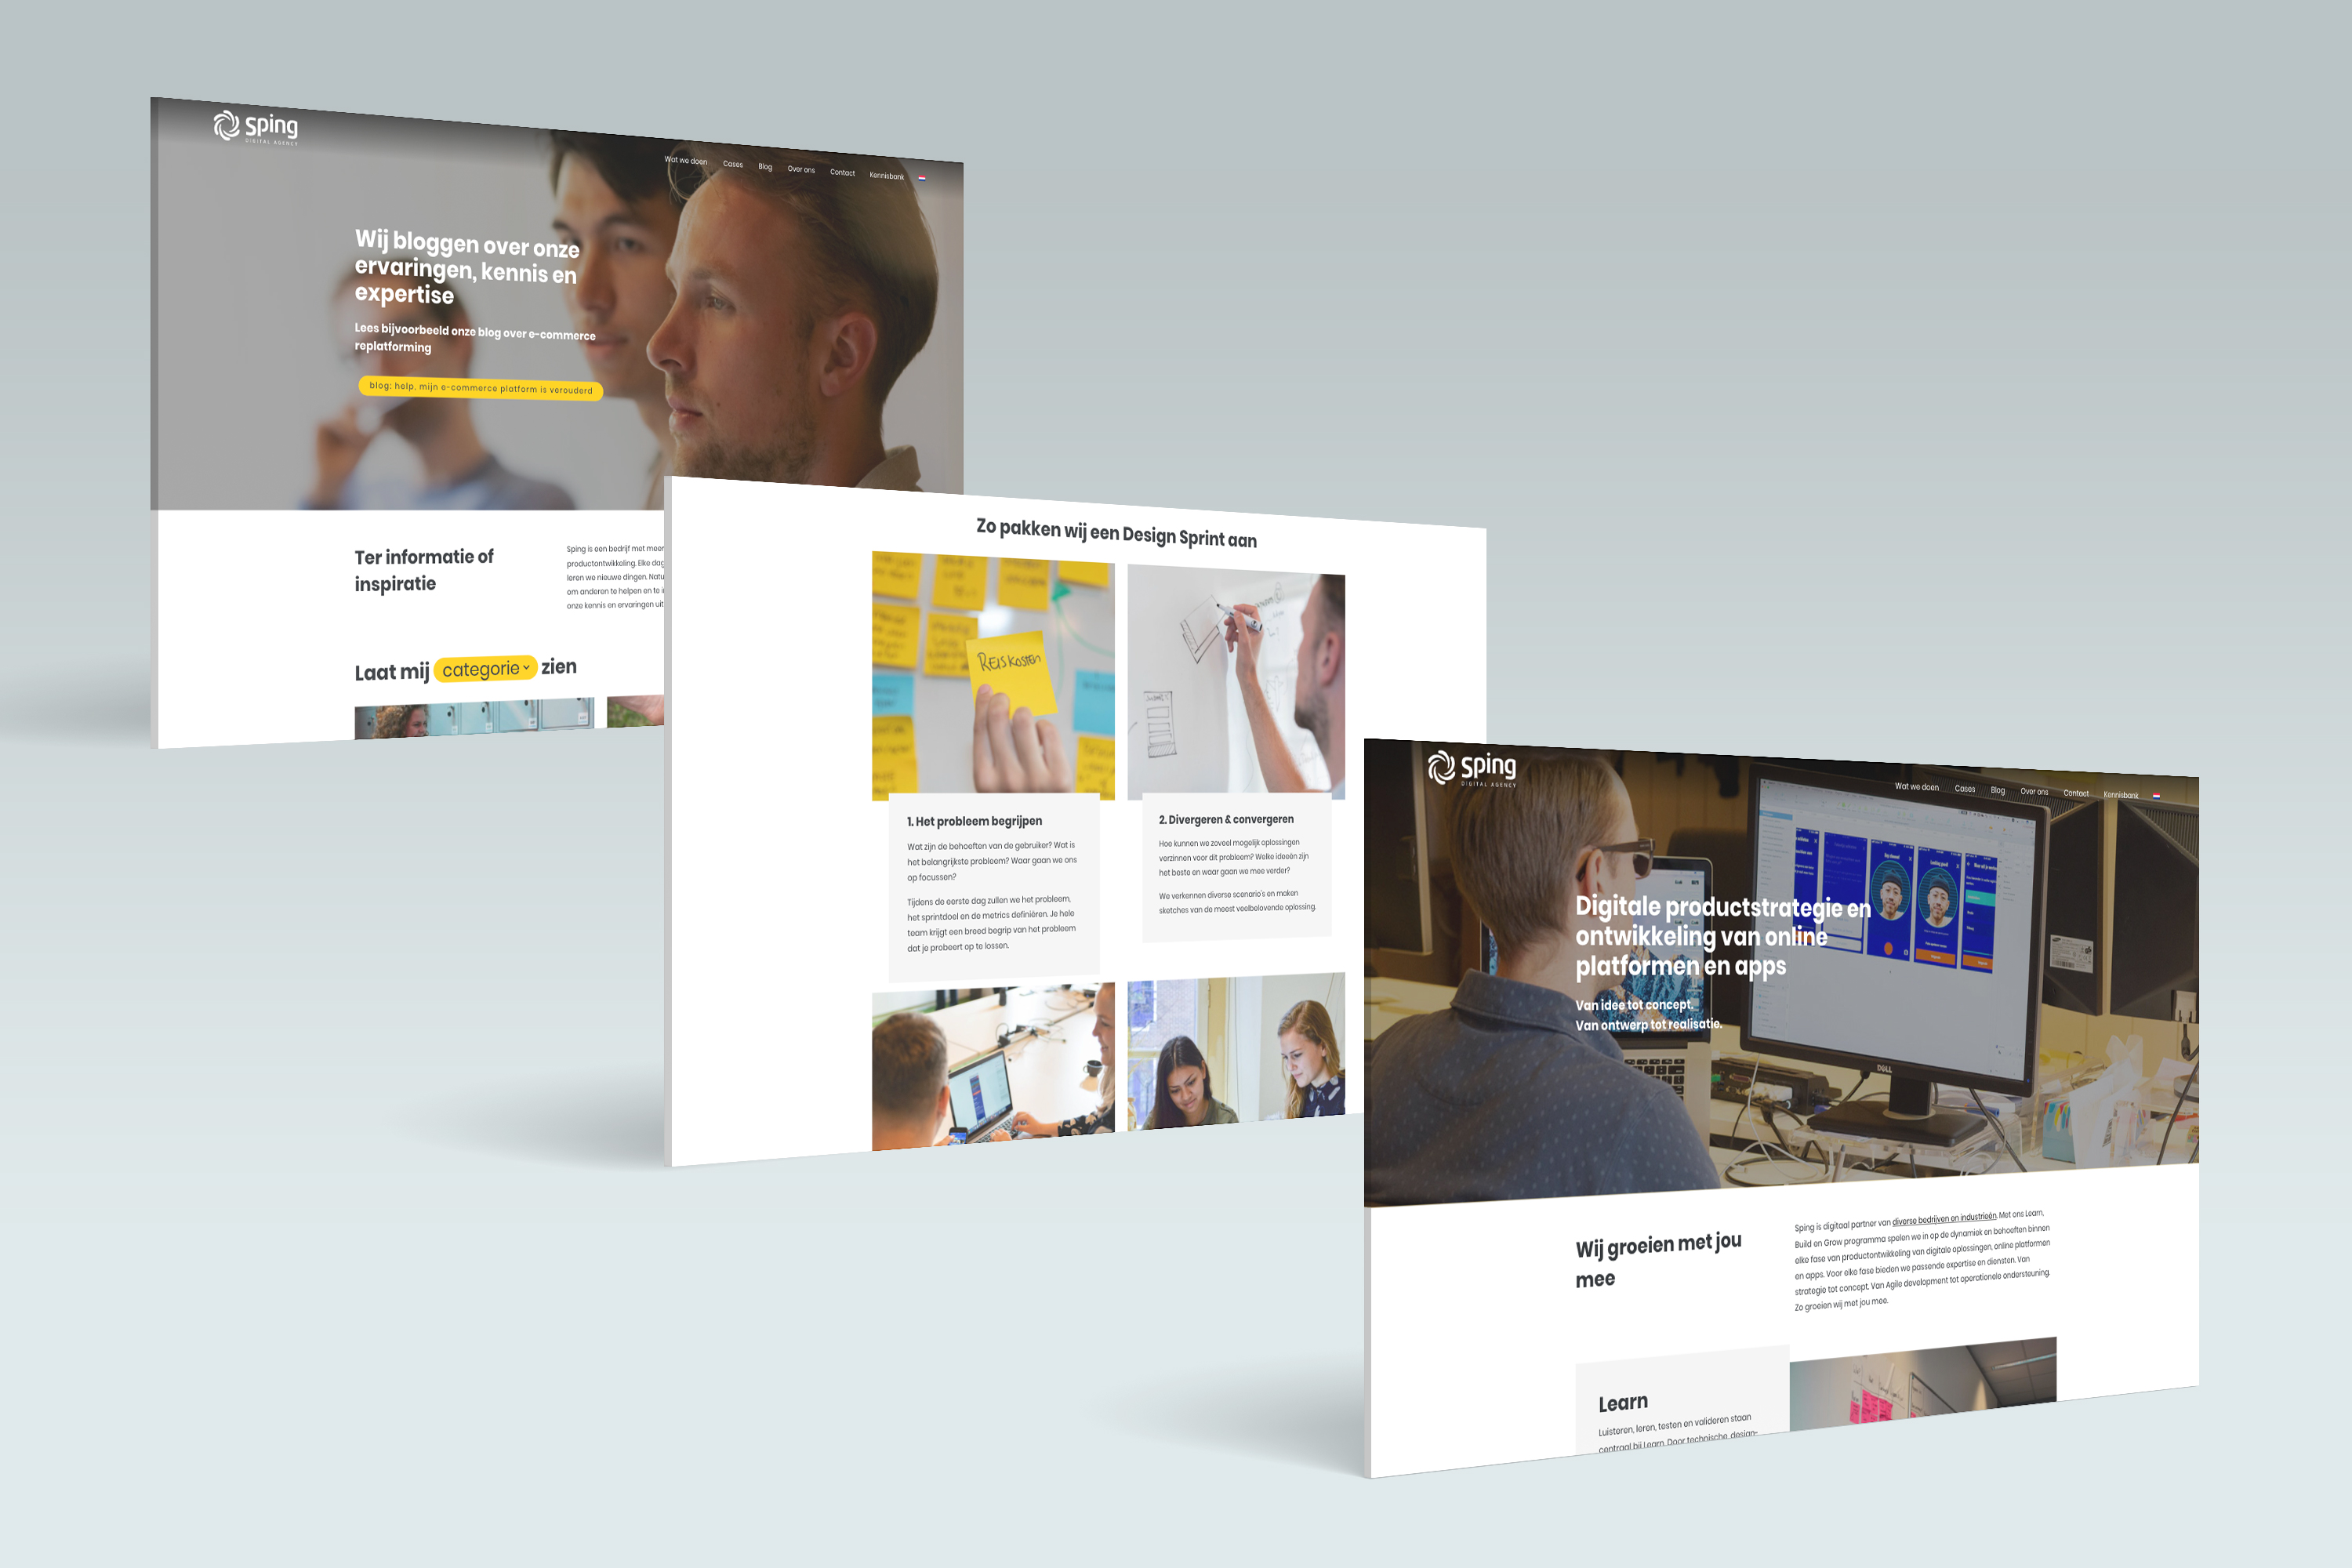 Sping
DIGITAL AGENCY
Wat we doen
Cases
Blog
Over ons
Contact
Kennisbank
Wij bloggen over onze
ervaringen, kennis en
expertise
Lees bijvoorbeeld onze blog over e-commerce
replatforming
blog: help, mijn e-commerce platform is verouderd
Ter informatie of
inspiratie
Sping is een bedrijf met meer
productontwikkeling. Elke dag
leren we nieuwe dingen. Natu
om anderen te helpen en te i
onze kennis en ervaringen uit
Laat mij categorie zien
Zo pakken wij een Design Sprint aan
REISKOSTEN
1. Het probleem begrijpen
Wat zijn de behoeften van de gebruiker? Wat is
het belangrijkste probleem? Waar gaan we ons
op focussen?
Tijdens de eerste dag zullen we het probleem,
het sprintdoel en de metrics definiëren. Je hele
team krijgt een breed begrip van het probleem
dat je probeert op te lossen.
2. Divergeren & convergeren
Hoe kunnen we zoveel mogelijk oplossingen
verzinnen voor dit probleem? Welke ideeën zijn
het beste en waar gaan we mee verder?
We verkennen diverse scenario's en maken
sketches van de meest veelbelovende oplossing.
Sping
DIGITAL AGENCY
Wat we doen
Cases
Blog
Over ons
Contact
Kennisbank
Digitale productstrategie en
ontwikkeling van online
platformen en apps
Van idee tot concept.
Van ontwerp tot realisatie.
DELL
Wij groeien met jou
mee
Sping is digitaal partner van diverse bedrijven en industrieën. Met ons Learn,
Build en Grow programma spelen we in op de dynamiek en behoeften binnen
elke fase van productontwikkeling van digitale oplossingen, online platformen
en apps. Voor elke fase bieden we passende expertise en diensten. Van
strategie tot concept. Van Agile development tot operationele ondersteuning.
Zo groeien wij met jou mee.
Learn
Luisteren, leren, testen en valideren staan
centraal bij Learn. Door technische, design-